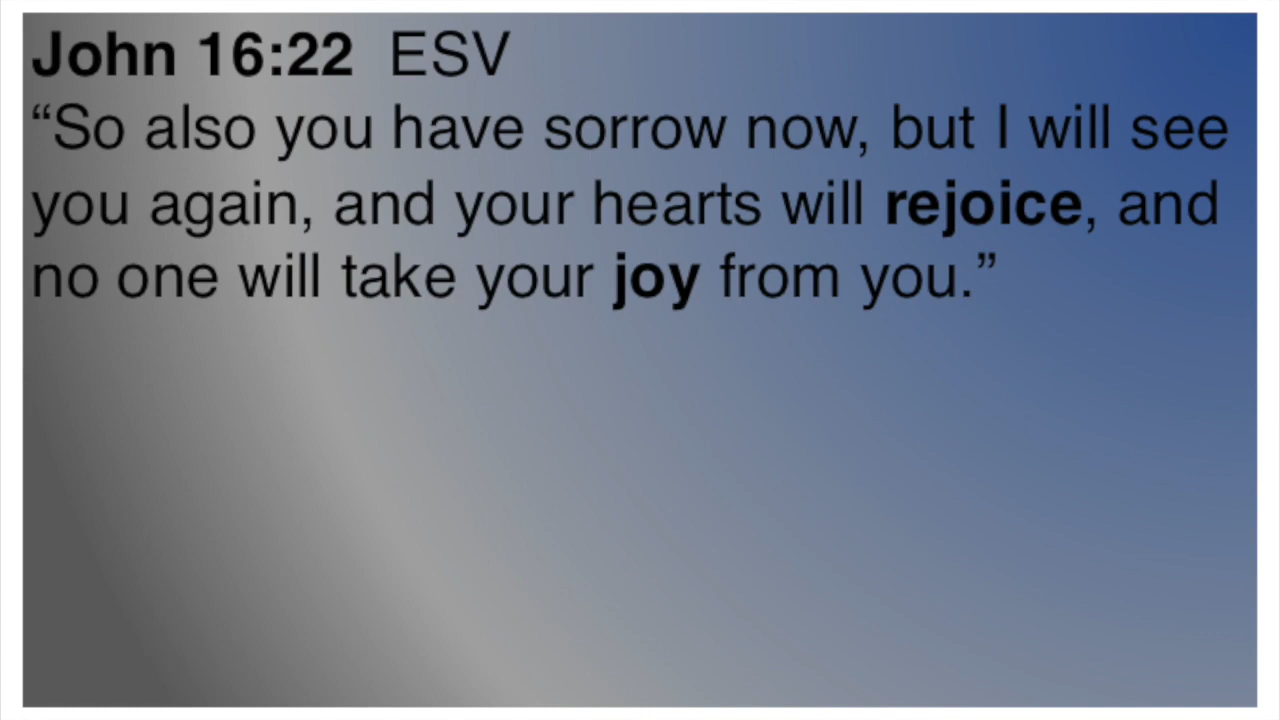 John 16:22 ESV
“So also you have sorrow now, but I will see
you again, and your hearts will rejoice, and
no one will take your joy from you.”